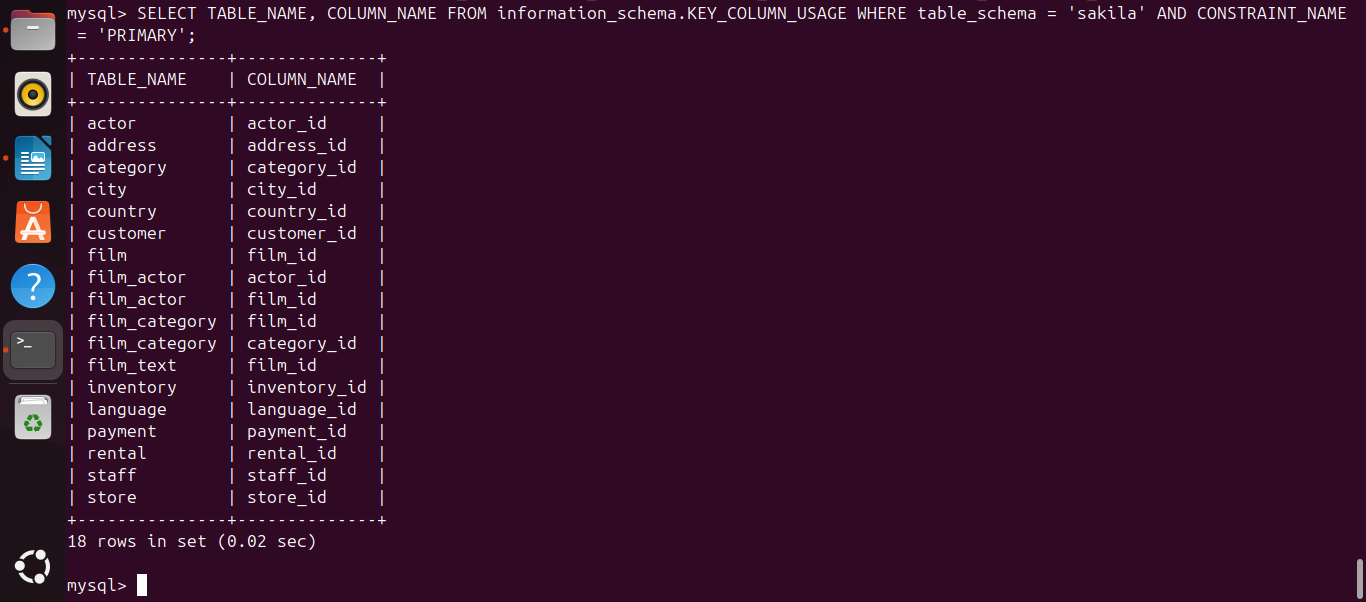 mysql> SELECT TABLE_NAME, COLUMN_NAME FROM information_schema.KEY_COLUMN_USAGE WHERE table_schema = 'sakila' AND CONSTRAINT_NAME
 = 'PRIMARY';
+---------------+--------------+
| TABLE_NAME    | COLUMN_NAME  |
+---------------+--------------+
| actor         | actor_id     |
| address       | address_id   |
| category      | category_id  |
| city          | city_id      |
| country       | country_id   |
| customer      | customer_id  |
| film          | film_id      |
| film_actor    | actor_id     |
| film_actor    | film_id      |
| film_category | film_id      |
| film_category | category_id  |
| film_text     | film_id      |
| inventory     | inventory_id |
| language      | language_id  |
| payment       | payment_id   |
| rental        | rental_id    |
| staff         | staff_id     |
| store         | store_id     |
+---------------+--------------+
18 rows in set (0.02 sec)

mysql>